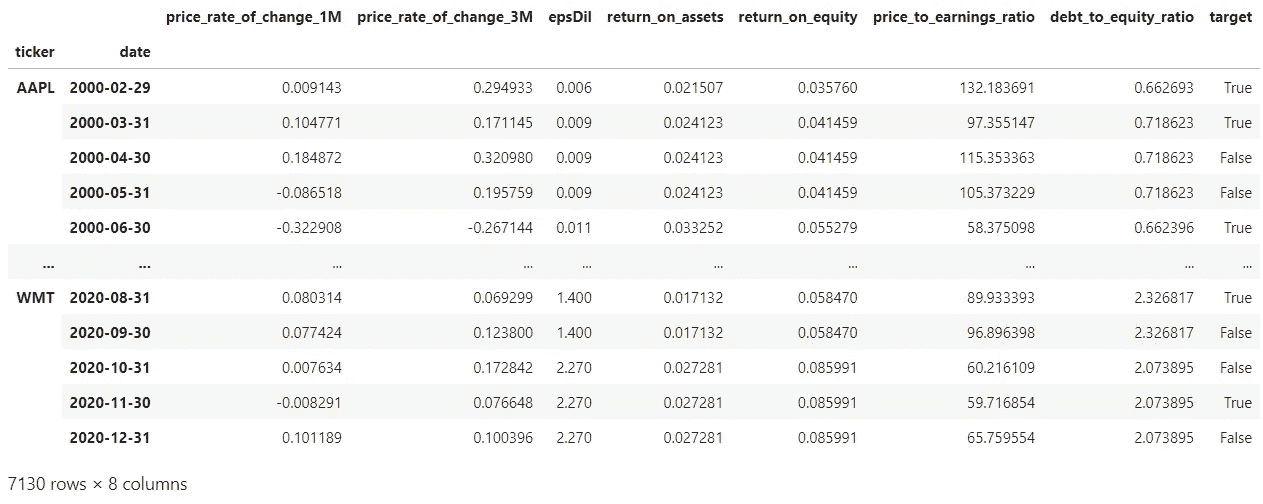 price_rate_of_change_1M price_rate_of_change_3M epsDil return_on_assets return_on_equity price_to_earnings_ratio debt_to_equity_ratio target
ticker date
AAPL 2000-02-29 0.009143 0.294933 0.006 0.021507 0.035760 132.183691 0.662693 True
2000-03-31 0.104771 0.171145 0.009 0.024123 0.041459 97.355147 0.718623 True
2000-04-30 0.184872 0.320980 0.009 0.024123 0.041459 115.353363 0.718623 False
2000-05-31 -0.086518 0.195759 0.009 0.024123 0.041459 105.373229 0.718623 False
2000-06-30 -0.322908 -0.267144 0.011 0.033252 0.055279 58.375098 0.662396 True
... ... ... ... ... ... ... ... ... ...
WMT 2020-08-31 0.080314 0.069299 1.400 0.017132 0.058470 89.933393 2.326817 True
2020-09-30 0.077424 0.123800 1.400 0.017132 0.058470 96.896398 2.326817 False
2020-10-31 0.007634 0.172842 2.270 0.027281 0.085991 60.216109 2.073895 False
2020-11-30 -0.008291 0.076648 2.270 0.027281 0.085991 59.716854 2.073895 True
2020-12-31 0.101189 0.100396 2.270 0.027281 0.085991 65.759554 2.073895 False
7130 rows × 8 columns